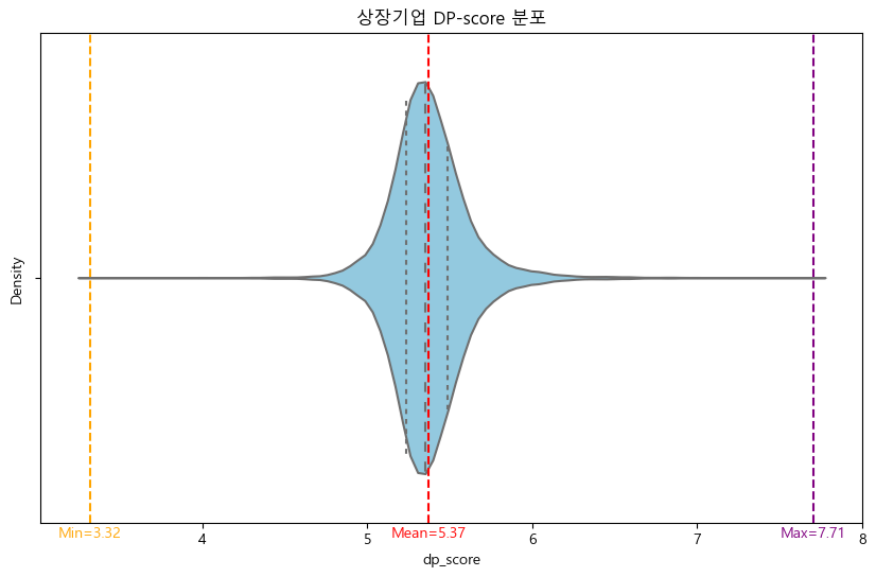 상장기업 DP-score 분포
Density
4 5 6 7 8
Min=3.32 Mean=5.37 Max=7.71
dp_score